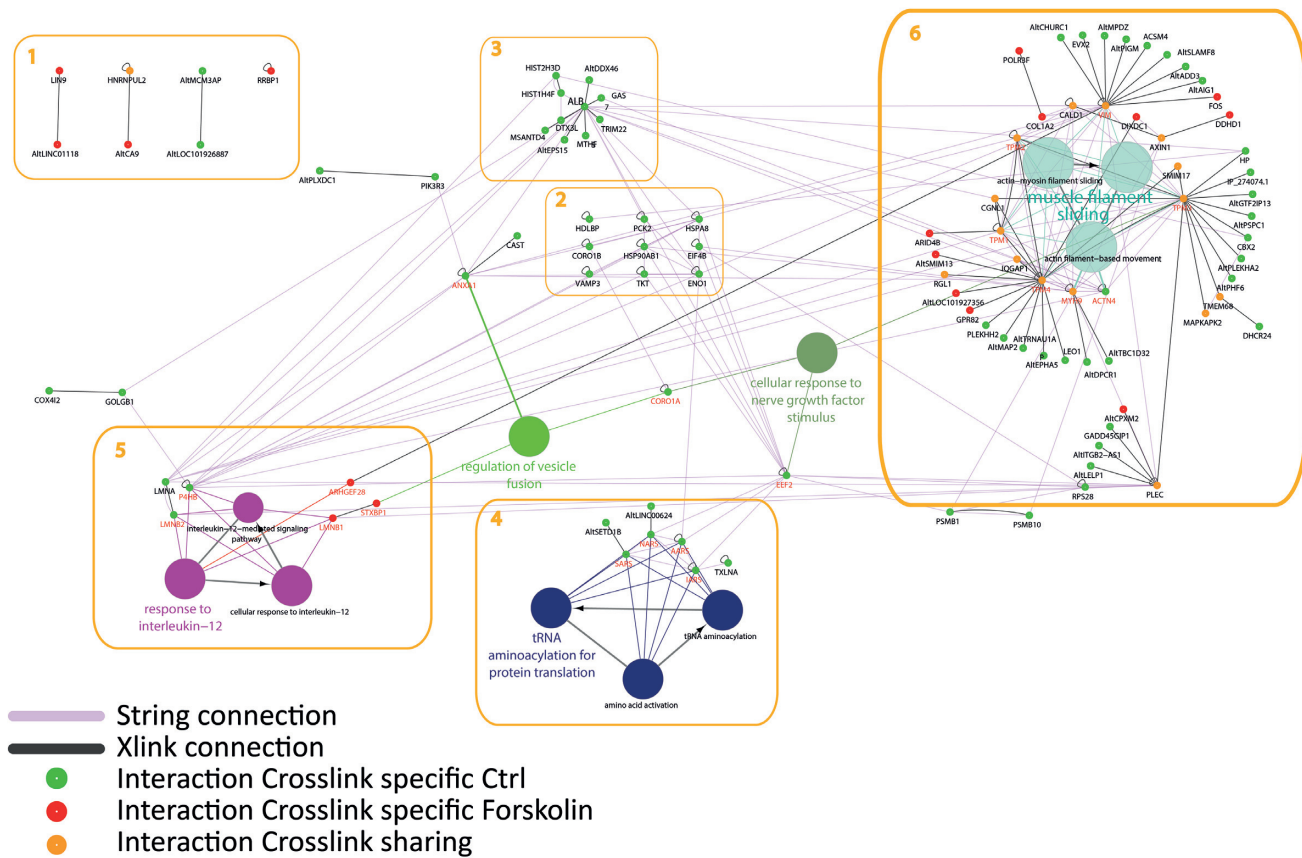 1
LIN9
HNRNPUL2
AltMCM3AP
RRBP1
AltLINC01118
AltCA9
AltLOC101926887
AltPLXDC1
PIK3R3
3
HIST2H3D
AltDDX46
HIST1H4F
ALB
GAS
7
DTX3L
TRIM22
MSANTD4
AltEPS15
2
HDLBP
PCK2
HSPA8
CORO1B
HSP90AB1
EIF4B
VAMP3
TKT
ENO1
CAST
ANXA1
6
AltCHURC1
AltMPDZ
EVX2
AltPIGM
ACSM4
POLR3F
AltSLAMF8
AltADD3
AltAIG1
FOS
CALD1
VIM
COL1A2
DIXDC1
DDHD1
AXIN1
HP
actin−myosin filament sliding
SMIM17
IP_274074.1
muscle filament
sliding
CGNL1
AltGTF2IP13
AltPSPC1
TPM1
ARID4B
CBX2
actin filament−based movement
AltSMIM13
IQGAP1
AltPLEKHA2
RGL1
AltPHF6
AltLOC101927356
MYH9
ACTN4
TMEM68
GPR82
MAPKAPK2
PLEKHH2
DHCR24
AltMAP2
AltTRNAU1A
LEO1
AltTBC1D32
AltEPHA5
AltDPCR1
AltCPXM2
GADD45GIP1
AltITGB2−AS1
AltLELP1
RPS28
PLEC
PSMB1
PSMB10
COX4I2
GOLGB1
CORO1A
cellular response to
nerve growth factor
stimulus
regulation of vesicle
fusion
EEF2
5
LMNA
P4HB
ARHGEF28
STXBP1
LMNB2
LMNB1
interleukin−12−mediated signaling
pathway
response to
interleukin−12
cellular response to interleukin−12
4
AltLINC00624
AltSETD1B
NARS
AARS
SARS
IARS
TXLNA
tRNA
aminoacylation for
protein translation
tRNA aminoacylation
amino acid activation
String connection
Xlink connection
Interaction Crosslink specific Ctrl
Interaction Crosslink specific Forskolin
Interaction Crosslink sharing